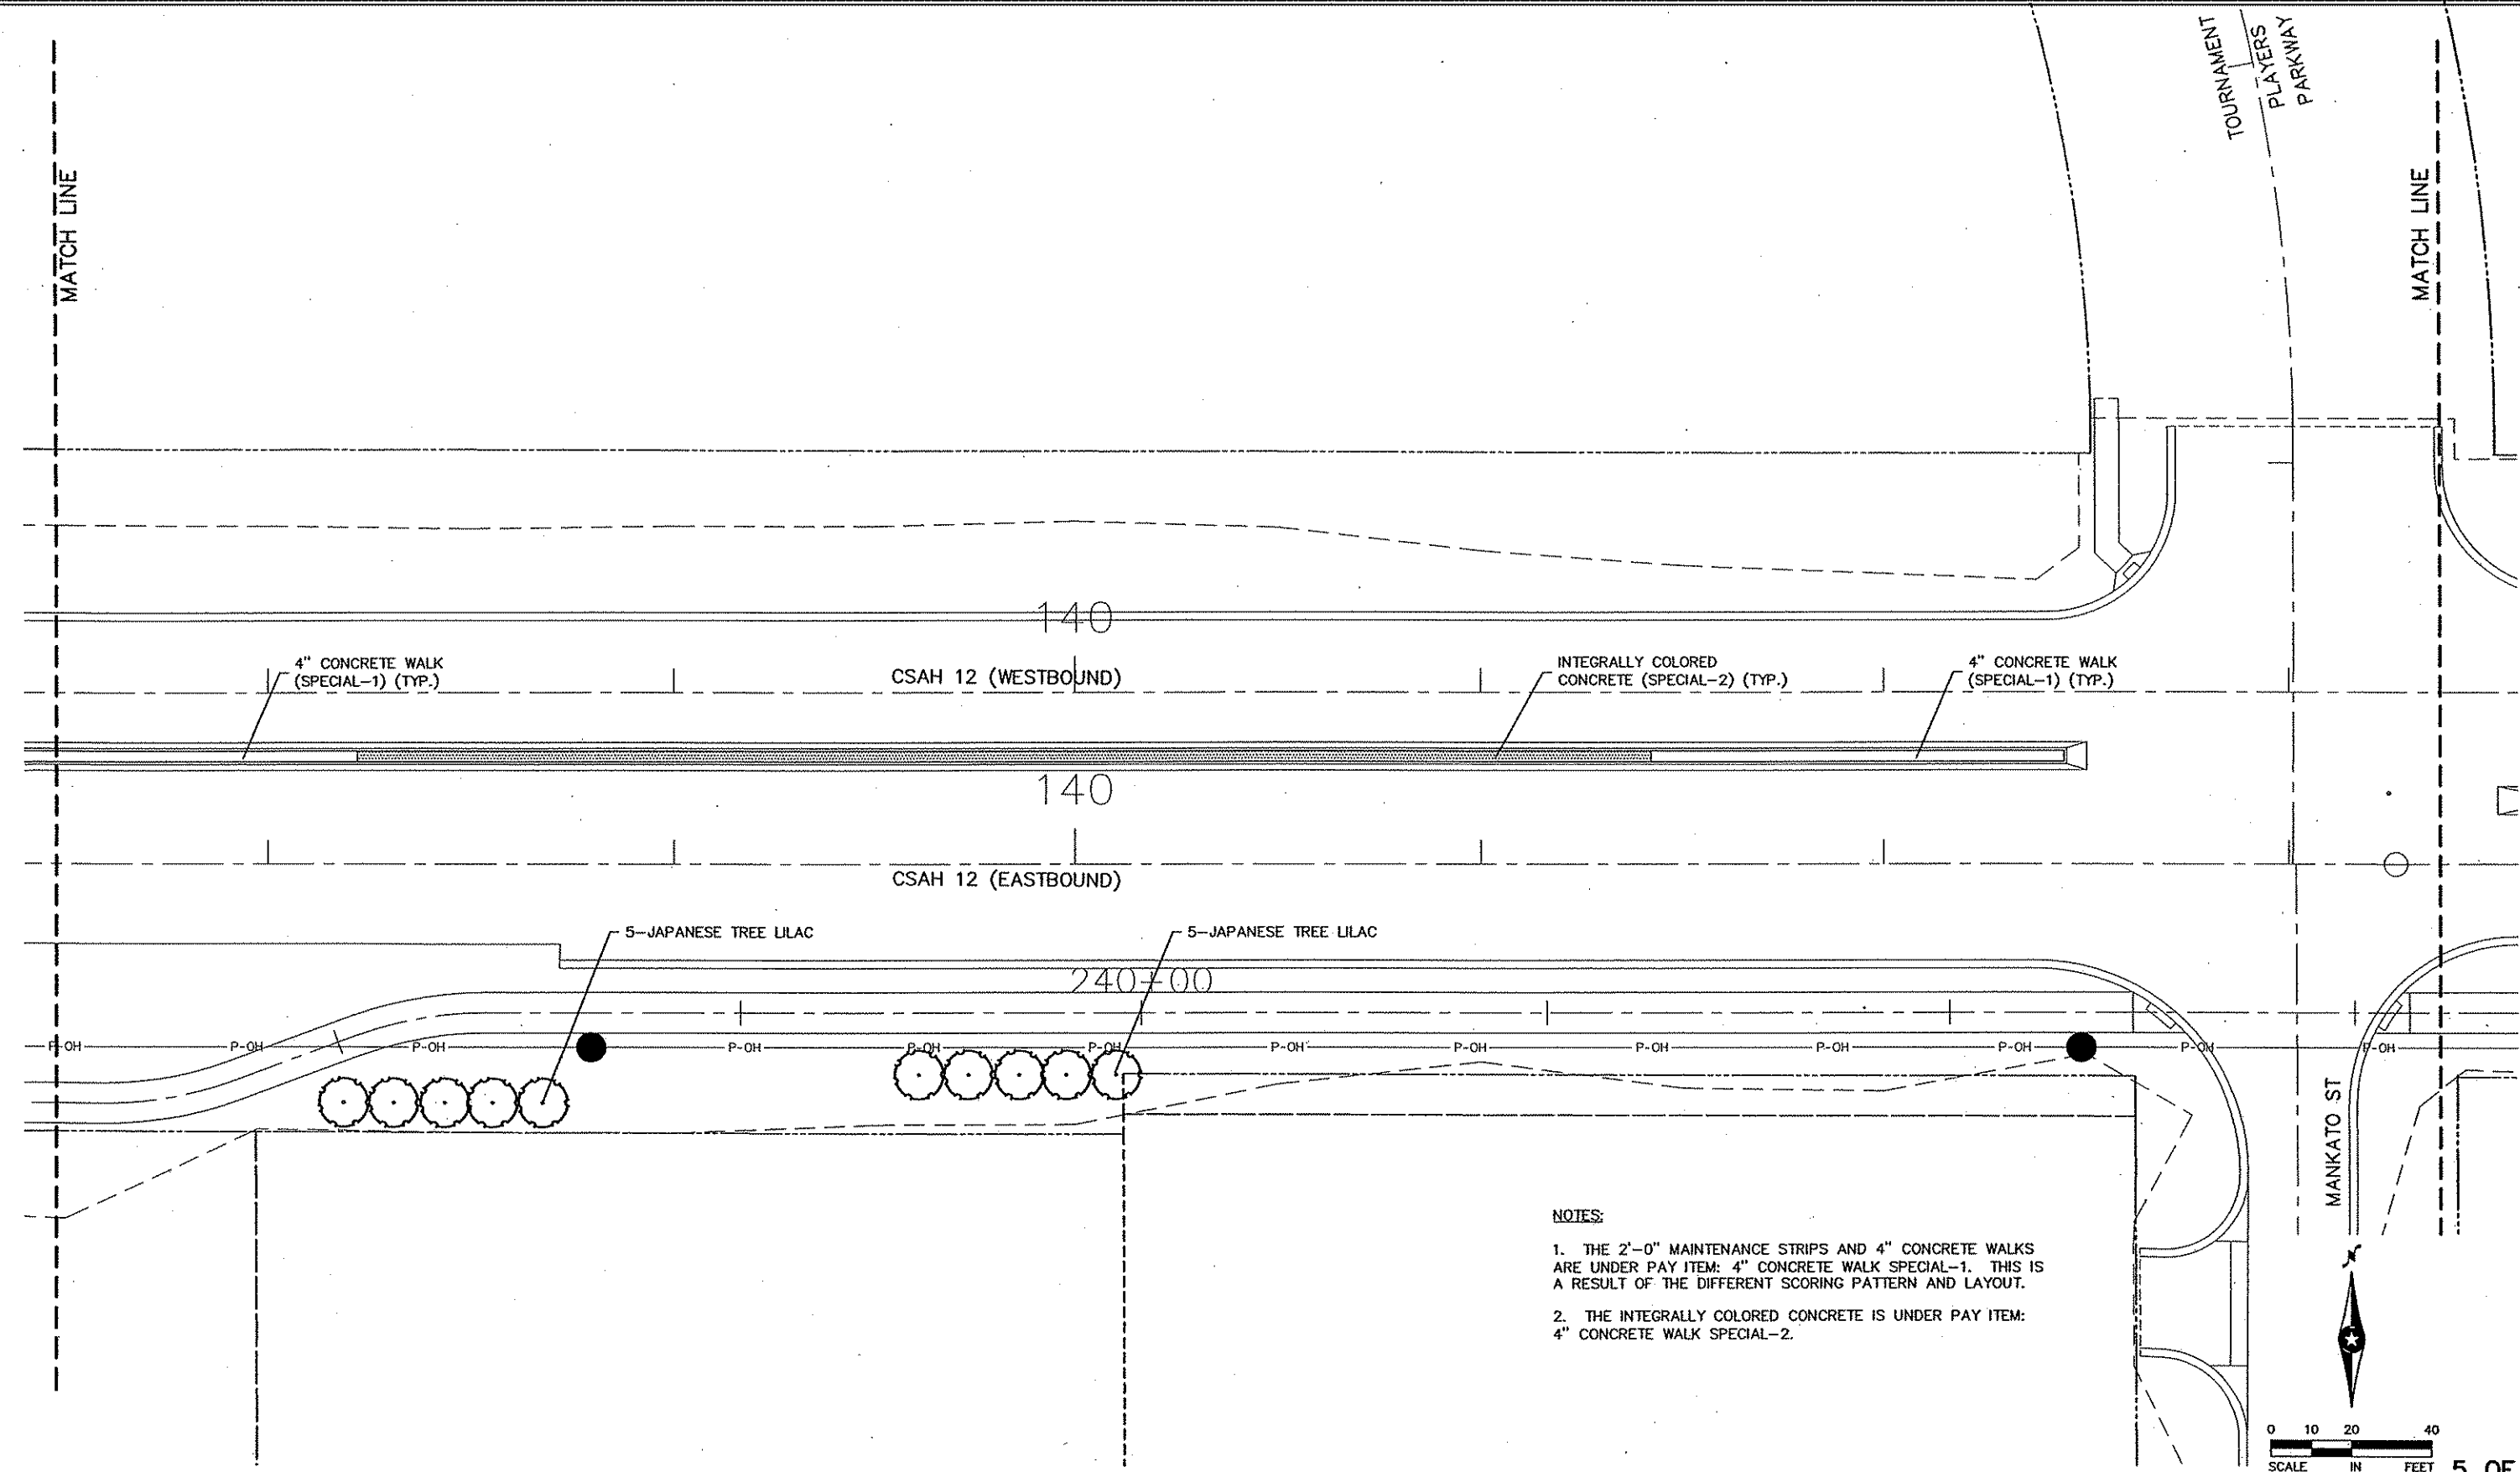 TOURNAMENT
PLAYERS
PARKWAY
MATCH LINE
MATCH LINE
140
4" CONCRETE WALK
(SPECIAL-1) (TYP.)
CSAH 12 (WESTBOUND)
INTEGRALLY COLORED
CONCRETE (SPECIAL-2) (TYP.)
4" CONCRETE WALK
(SPECIAL-1) (TYP.)
140
CSAH 12 (EASTBOUND)
5-JAPANESE TREE LILAC
5-JAPANESE TREE LILAC
240+00
P-OH P-OH P-OH P-OH P-OH P-OH P-OH P-OH P-OH P-OH P-OH P-OH P-OH
MANKATO ST
NOTES:
1. THE 2'-0" MAINTENANCE STRIPS AND 4" CONCRETE WALKS
ARE UNDER PAY ITEM: 4" CONCRETE WALK SPECIAL-1. THIS IS
A RESULT OF THE DIFFERENT SCORING PATTERN AND LAYOUT.
2. THE INTEGRALLY COLORED CONCRETE IS UNDER PAY ITEM:
4" CONCRETE WALK SPECIAL-2.
0 10 20 40
SCALE IN FEET
5 OF